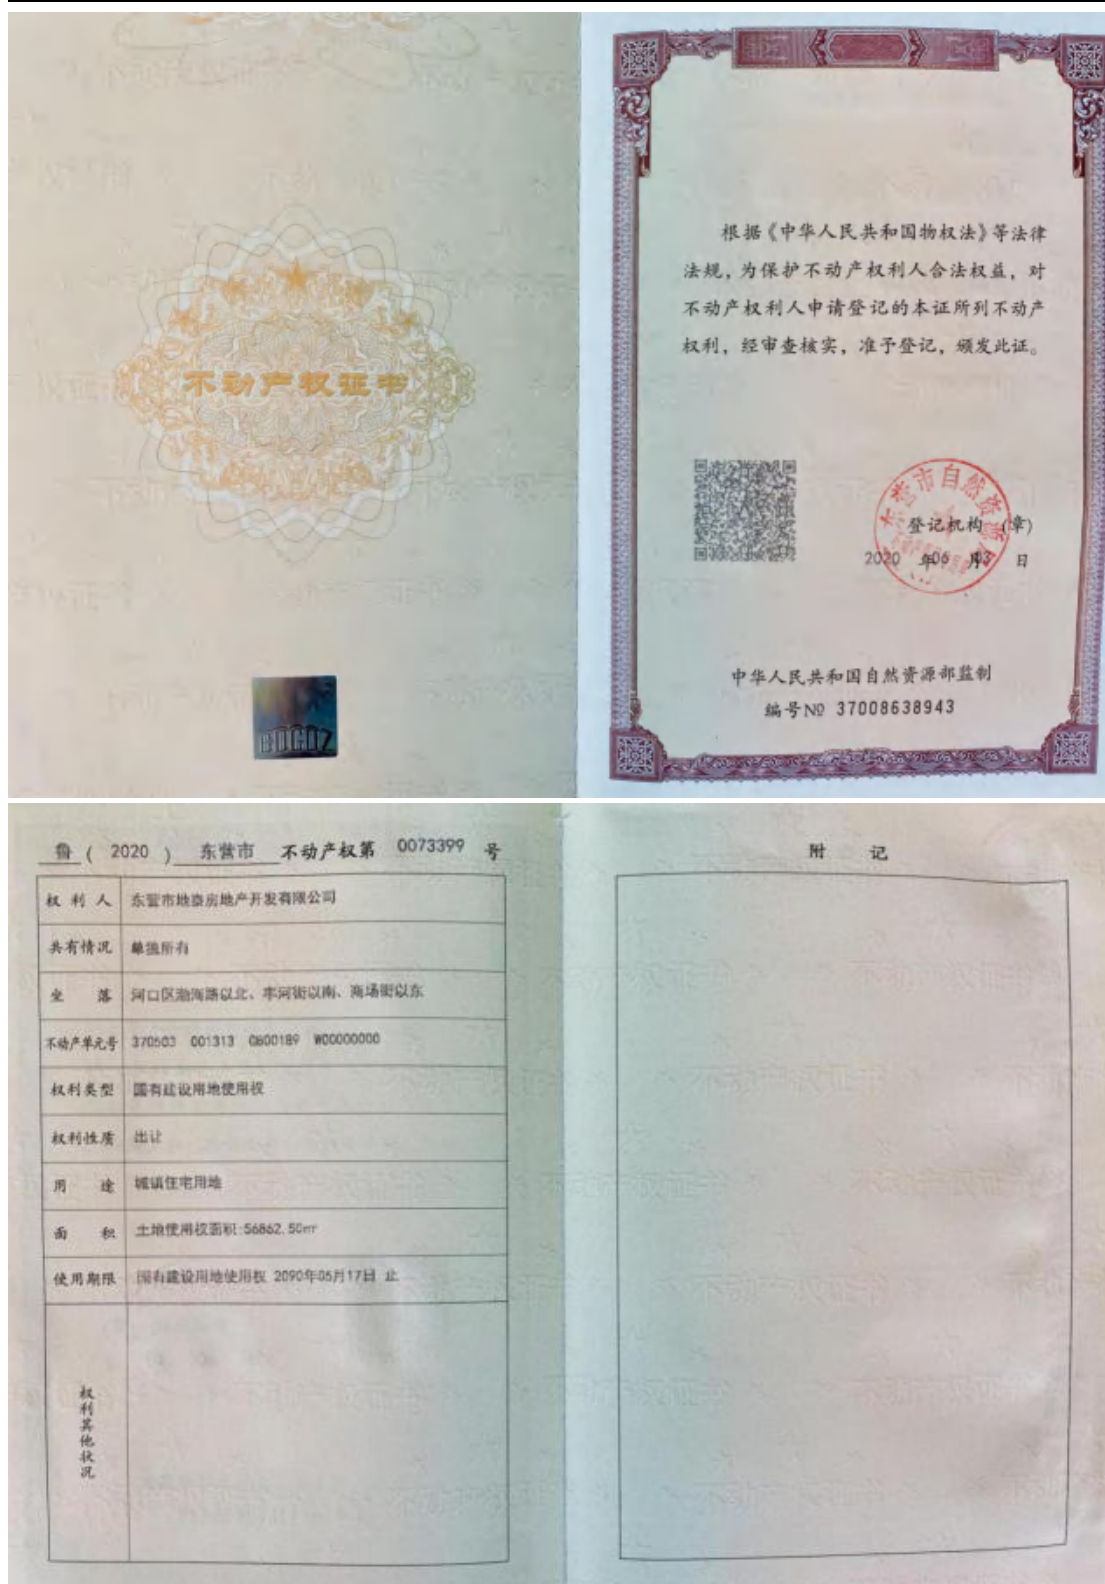 不动产权证书
根据《中华人民共和国物权法》等法律
法规，为保护不动产权利人合法权益，对
不动产权利人申请登记的本证所列不动产
权利，经审查核实，准予登记，颁发此证。
东营市自然资源局
登记机构 (章)
2020 年 06 月 03 日
中华人民共和国自然资源部监制
编号№ 37008638943
鲁 ( 2020 ) 东营市 不动产权第 0073399 号
权利人 东营市地泰房地产开发有限公司
共有情况 单独所有
坐落 河口区渤海路以北、丰河街以南、商场街以东
不动产单元号 370503 001313 GB00189 W00000000
权利类型 国有建设用地使用权
权利性质 出让
用途 城镇住宅用地
面积 土地使用权面积:56862.50㎡
使用期限 国有建设用地使用权 2090年05月17日 止
权利其他状况
附记